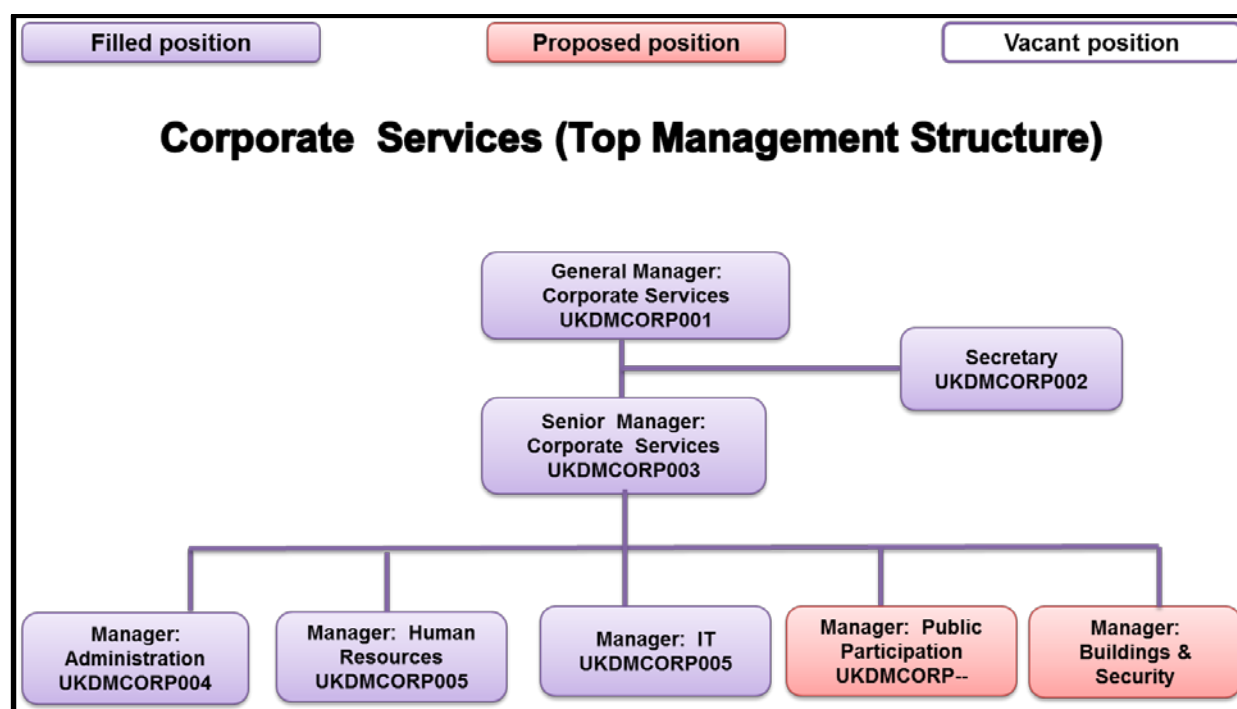 Filled position
Proposed position
Vacant position
Corporate Services (Top Management Structure)
General Manager:
Corporate Services
UKDMCORP001
Secretary
UKDMCORP002
Senior Manager:
Corporate Services
UKDMCORP003
Manager:
Administration
UKDMCORP004
Manager: Human
Resources
UKDMCORP005
Manager: IT
UKDMCORP005
Manager: Public
Participation
UKDMCORP--
Manager:
Buildings &
Security